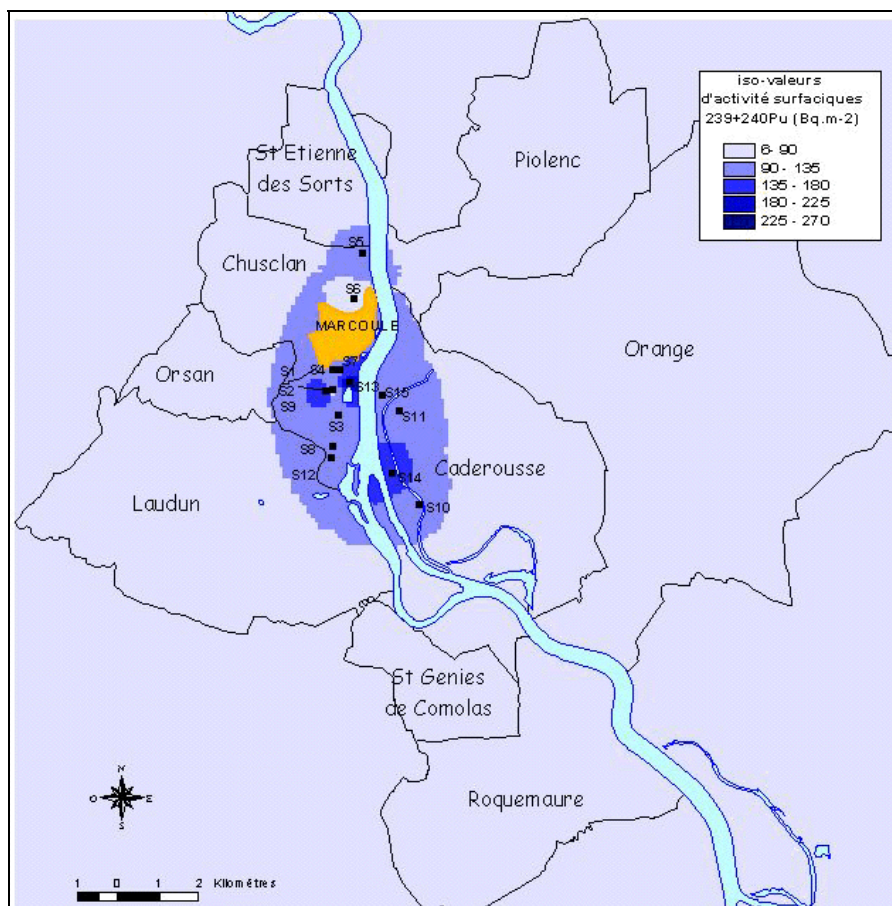 iso-valeurs
d'activité surfaciques
239+240Pu (Bq.m-2)
6- 90
90 - 135
135 - 180
180 - 225
225 - 270
St Etienne
des Sorts
Piolenc
Chusclan
S5
S6
MARCOULE
Orange
Orsan
S1
S4
S7
S2
S13
S15
S9
S11
S3
S8
S12
S14
Caderousse
Laudun
S10
St Genies
de Comolas
Roquemaure
N
O
E
S
1 0 1 2 Kilométres